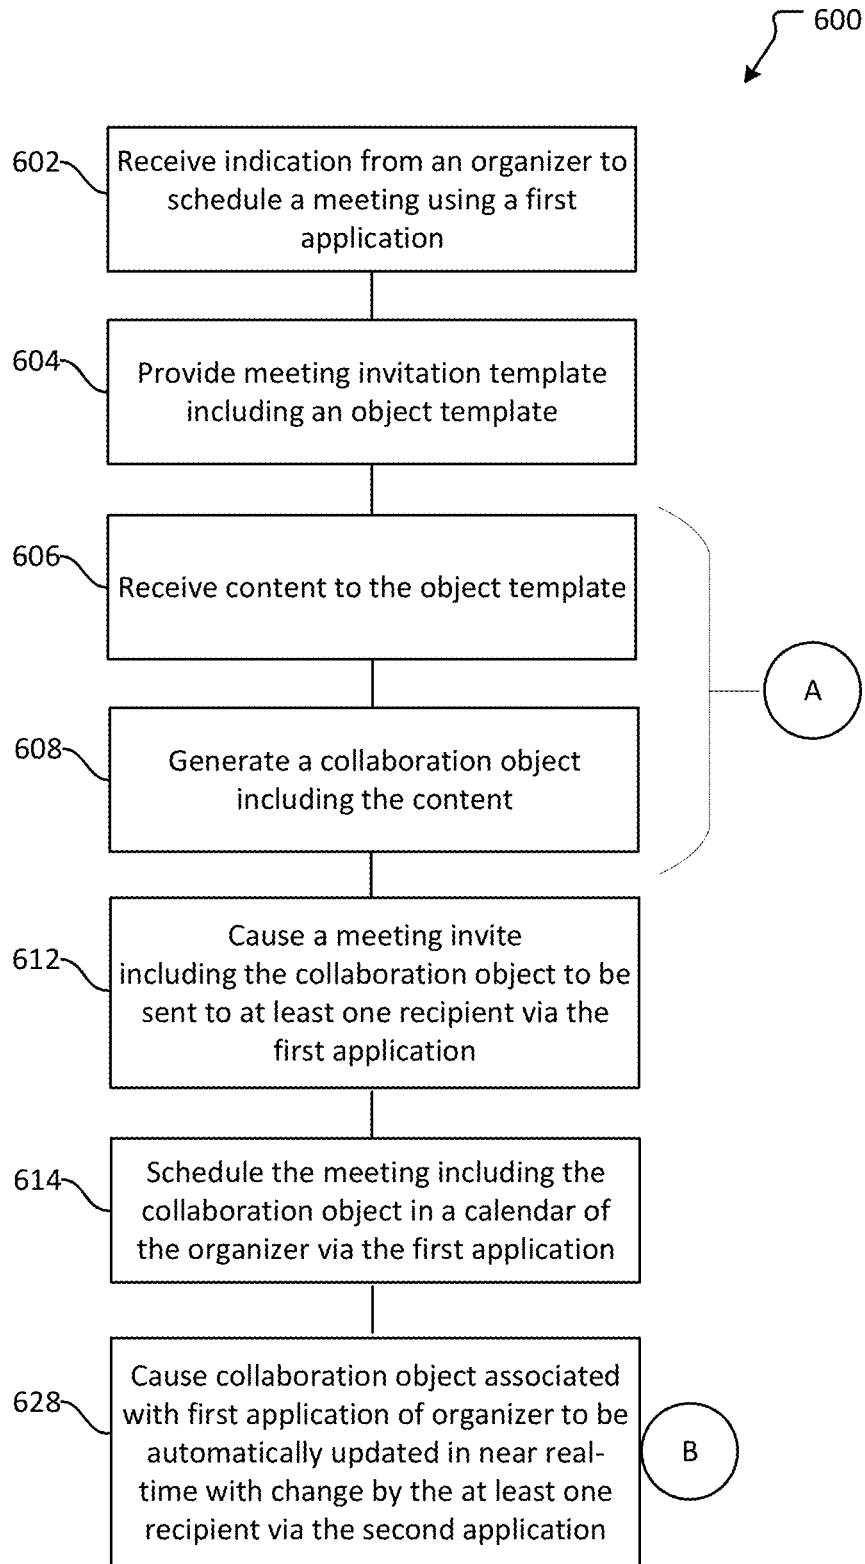 600
602
Receive indication from an organizer to
schedule a meeting using a first
application
604
Provide meeting invitation template
including an object template
606
Receive content to the object template
A
608
Generate a collaboration object
including the content
612
Cause a meeting invite
including the collaboration object to be
sent to at least one recipient via the
first application
614
Schedule the meeting including the
collaboration object in a calendar of
the organizer via the first application
628
Cause collaboration object associated
with first application of organizer to be
automatically updated in near real-
time with change by the at least one
recipient via the second application
B